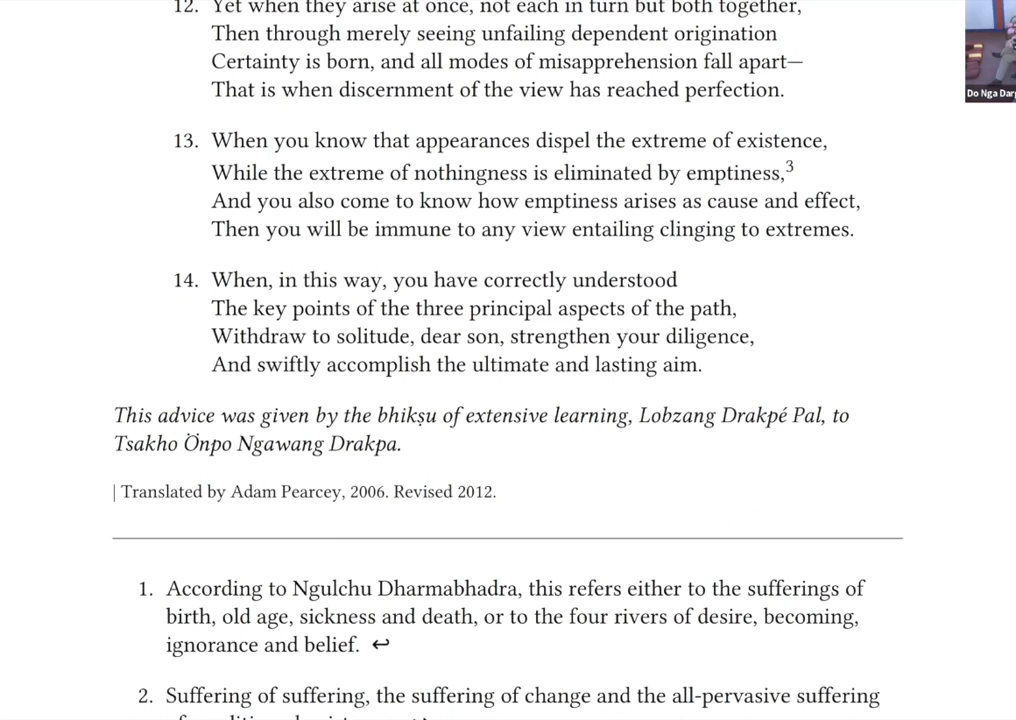 12. Yet when they arise at once, not each in turn but both together,
Then through merely seeing unfailing dependent origination
Certainty is born, and all modes of misapprehension fall apart—
That is when discernment of the view has reached perfection.
13. When you know that appearances dispel the extreme of existence,
While the extreme of nothingness is eliminated by emptiness,³
And you also come to know how emptiness arises as cause and effect,
Then you will be immune to any view entailing clinging to extremes.
14. When, in this way, you have correctly understood
The key points of the three principal aspects of the path,
Withdraw to solitude, dear son, strengthen your diligence,
And swiftly accomplish the ultimate and lasting aim.
This advice was given by the bhikṣu of extensive learning, Lobzang Drakpé Pal, to
Tsakho Önpo Ngawang Drakpa.
| Translated by Adam Pearcey, 2006. Revised 2012.
1. According to Ngulchu Dharmabhadra, this refers either to the sufferings of
birth, old age, sickness and death, or to the four rivers of desire, becoming,
ignorance and belief. ↩
2. Suffering of suffering, the suffering of change and the all-pervasive suffering
Do Nga Dar